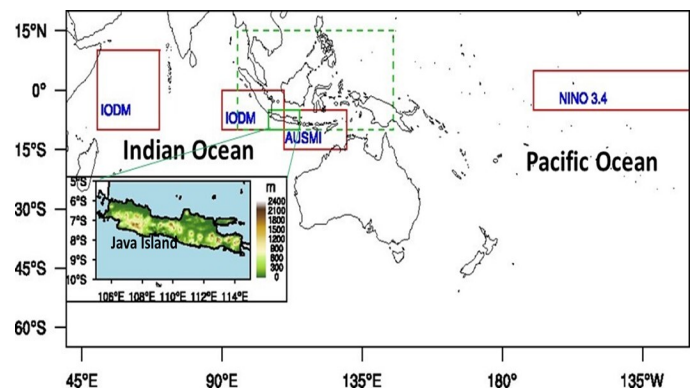 15°N
0°
15°S
30°S
45°S
60°S
IODM
IODM
AUSMI
NINO 3.4
Indian Ocean
Pacific Ocean
5°S
6°S
7°S
8°S
9°S
10°S
Java Island
106°E 108°E 110°E 112°E 114°E
m
2400
2100
1800
1500
1200
900
600
300
0
45°E 90°E 135°E 180° 135°W